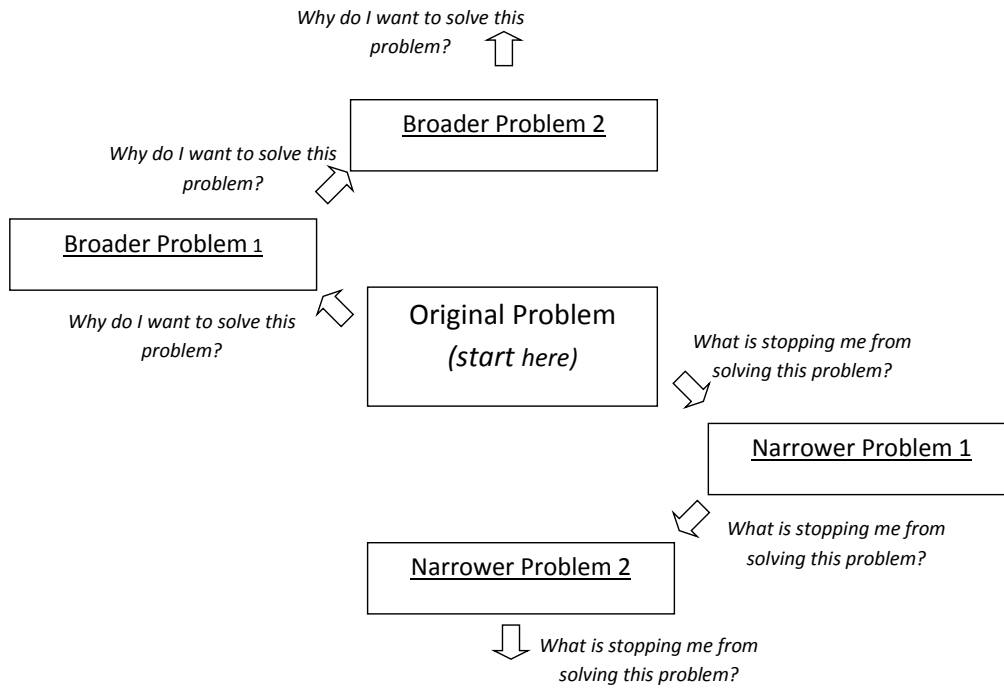 Why do I want to solve this
problem?
Broader Problem 2
Why do I want to solve this
problem?
Broader Problem 1
Why do I want to solve this
problem?
Original Problem
(start here)
What is stopping me from
solving this problem?
Narrower Problem 1
What is stopping me from
solving this problem?
Narrower Problem 2
What is stopping me from
solving this problem?